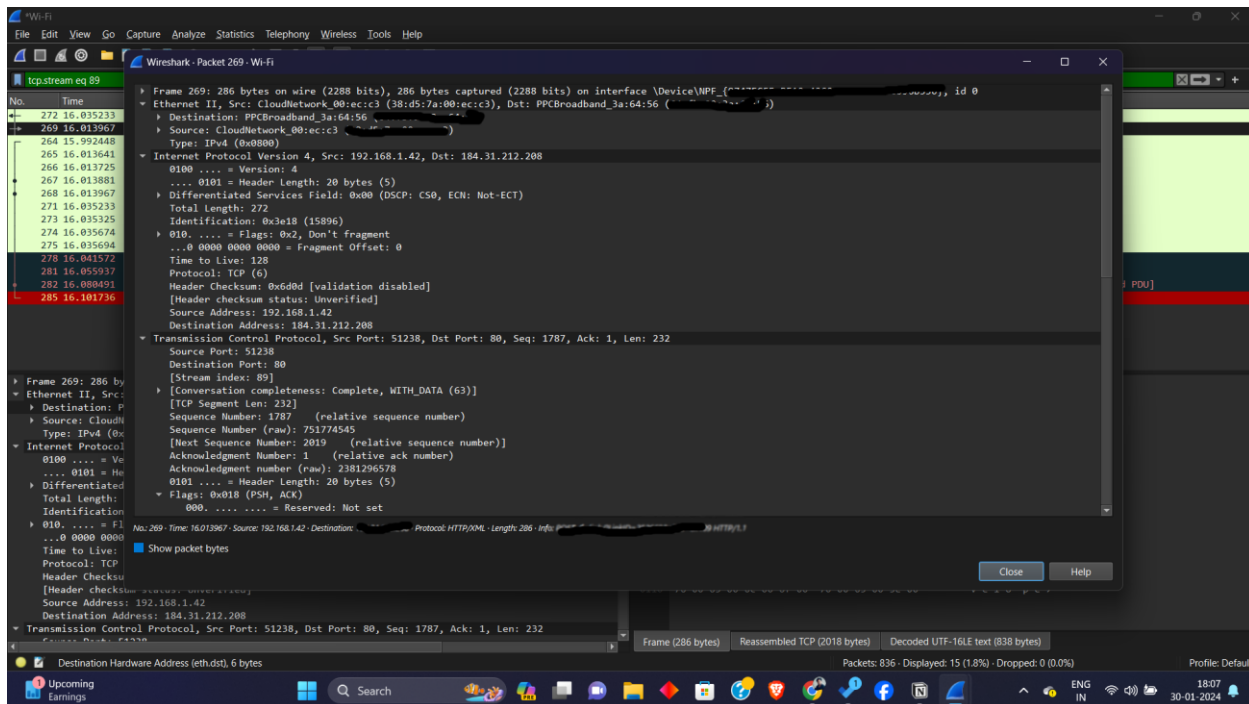 *Wi-Fi
File Edit View Go Capture Analyze Statistics Telephony Wireless Tools Help
tcp.stream eq 89
No. Time
272 16.035233
269 16.013967
264 15.992448
265 16.013641
266 16.013725
267 16.013881
268 16.013967
271 16.035233
273 16.035325
274 16.035674
275 16.035694
278 16.041572
281 16.055937
282 16.080491
285 16.101736
d PDU]
Wireshark · Packet 269 · Wi-Fi
Frame 269: 286 bytes on wire (2288 bits), 286 bytes captured (2288 bits) on interface \Device\NPF_{ , id 0
Ethernet II, Src: CloudNetwork_00:ec:c3 (38:d5:7a:00:ec:c3), Dst: PPCBroadband_3a:64:56 (
Destination: PPCBroadband_3a:64:56
Source: CloudNetwork_00:ec:c3
Type: IPv4 (0x0800)
Internet Protocol Version 4, Src: 192.168.1.42, Dst: 184.31.212.208
0100 .... = Version: 4
.... 0101 = Header Length: 20 bytes (5)
Differentiated Services Field: 0x00 (DSCP: CS0, ECN: Not-ECT)
Total Length: 272
Identification: 0x3e18 (15896)
010. .... = Flags: 0x2, Don't fragment
...0 0000 0000 0000 = Fragment Offset: 0
Time to Live: 128
Protocol: TCP (6)
Header Checksum: 0x6d0d [validation disabled]
[Header checksum status: Unverified]
Source Address: 192.168.1.42
Destination Address: 184.31.212.208
Transmission Control Protocol, Src Port: 51238, Dst Port: 80, Seq: 1787, Ack: 1, Len: 232
Source Port: 51238
Destination Port: 80
[Stream index: 89]
[Conversation completeness: Complete, WITH_DATA (63)]
[TCP Segment Len: 232]
Sequence Number: 1787 (relative sequence number)
Sequence Number (raw): 751774545
[Next Sequence Number: 2019 (relative sequence number)]
Acknowledgment Number: 1 (relative ack number)
Acknowledgment number (raw): 2381296578
0101 .... = Header Length: 20 bytes (5)
Flags: 0x018 (PSH, ACK)
000. .... .... = Reserved: Not set
No.: 269 · Time: 16.013967 · Source: 192.168.1.42 · Destination: · Protocol: HTTP/XML · Length: 286 · Info: HTTP/1.1
Show packet bytes
Close Help
Frame 269: 286 by
Ethernet II, Src:
Destination: P
Source: CloudN
Type: IPv4 (0x
Internet Protocol
0100 .... = Ve
.... 0101 = He
Differentiated
Total Length:
Identification
010. .... = Fl
...0 0000 0000
Time to Live:
Protocol: TCP
Header Checksu
[Header checksum status: Unverified]
Source Address: 192.168.1.42
Destination Address: 184.31.212.208
Transmission Control Protocol, Src Port: 51238, Dst Port: 80, Seq: 1787, Ack: 1, Len: 232
Frame (286 bytes) Reassembled TCP (2018 bytes) Decoded UTF-16LE text (838 bytes)
Destination Hardware Address (eth.dst), 6 bytes
Packets: 836 · Displayed: 15 (1.8%) · Dropped: 0 (0.0%)
Profile: Defaul
Upcoming
Earnings
Search
ENG
IN
18:07
30-01-2024